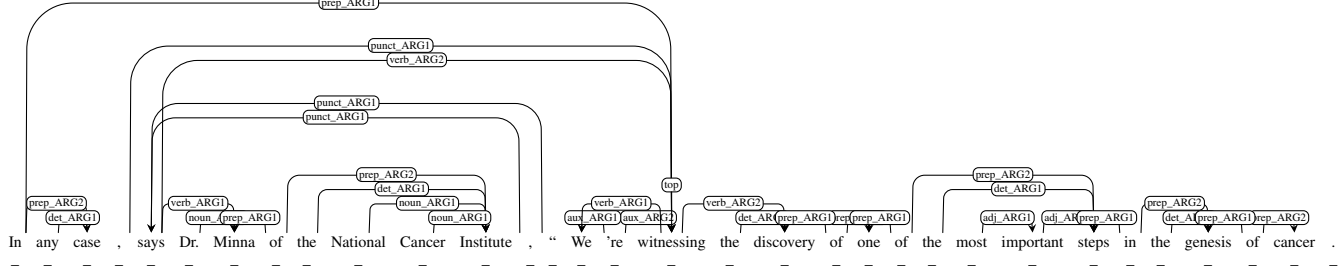 prep_ARG1
punct_ARG1
verb_ARG2
punct_ARG1
punct_ARG1
prep_ARG2 prep_ARG2
det_ARG1 top det_ARG1
prep_ARG2 verb_ARG1 noun_ARG1 verb_ARG1 verb_ARG2 prep_ARG2
det_ARG1 prep_ARG1 noun_ARG1 aux_ARG1 aux_ARG2 prep_ARG1 prep_ARG1 adj_ARG1 prep_ARG1 prep_ARG1
In any case , says Dr. Minna of the National Cancer Institute , “ We 're witnessing the discovery of one of the most important steps in the genesis of cancer .
_ _ _ _ _ _ _ _ _ _ _ _ _ _ _ _ _ _ _ _ _ _ _ _ _ _ _ _ _ _ _ _